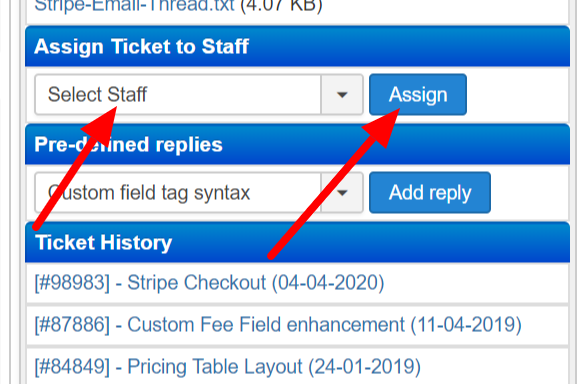 Stripe-Email-Thread.txt (4.07 KB)
Assign Ticket to Staff
Select Staff
Assign
Pre-defined replies
Custom field tag syntax
Add reply
Ticket History
[#98983] - Stripe Checkout (04-04-2020)
[#87886] - Custom Fee Field enhancement (11-04-2019)
[#84849] - Pricing Table Layout (24-01-2019)